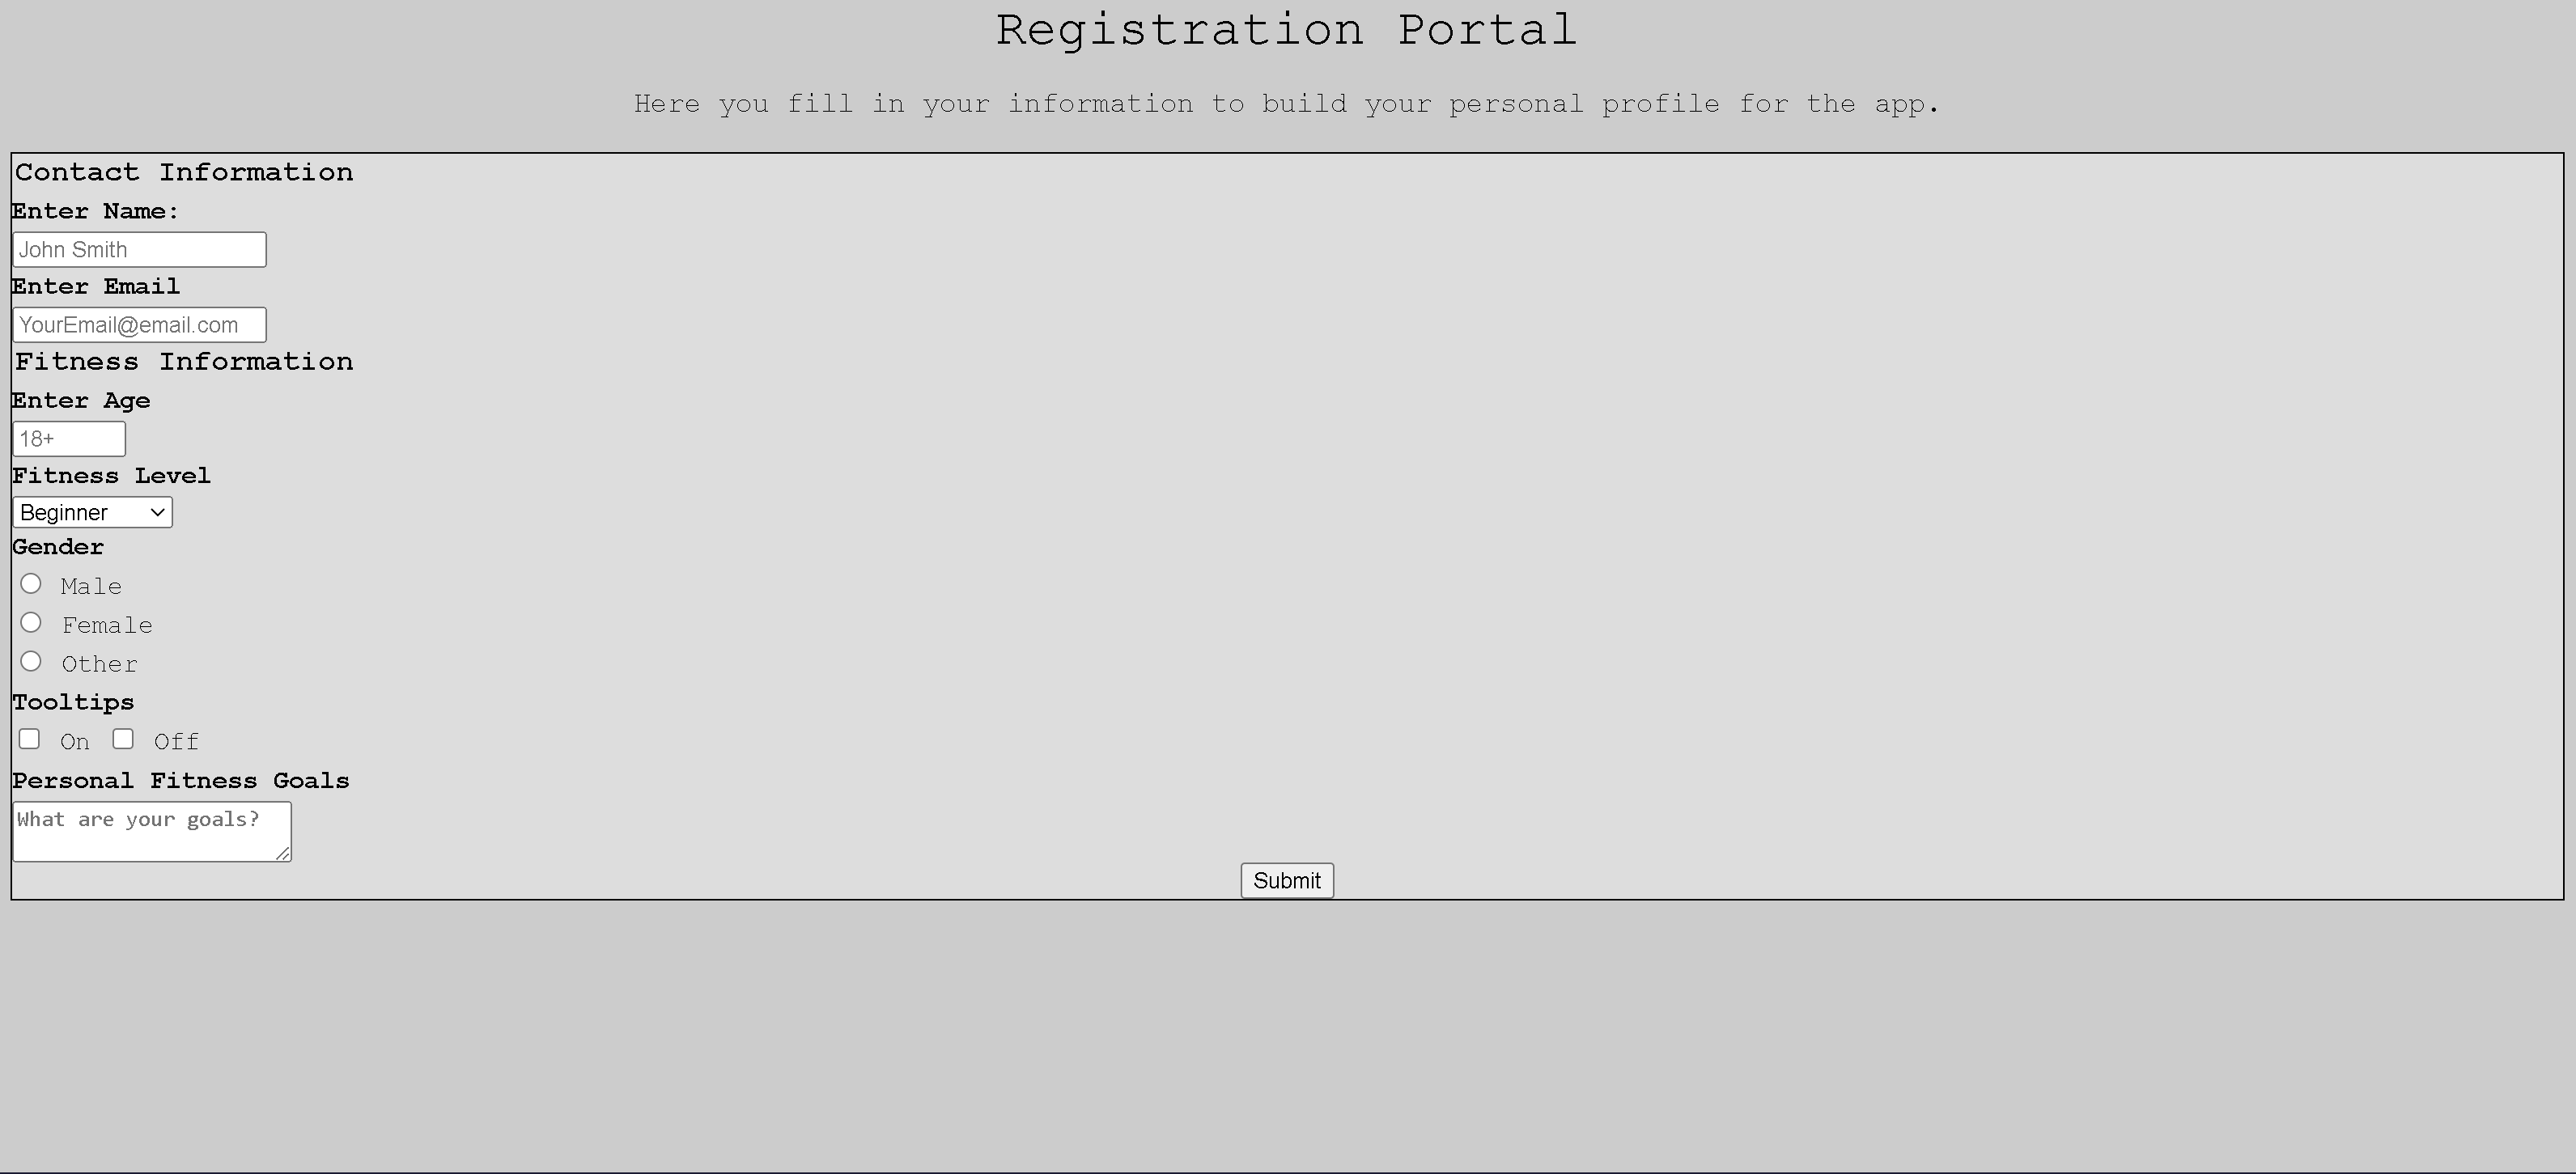 Registration Portal
Here you fill in your information to build your personal profile for the app.
Contact Information
Enter Name:
John Smith
Enter Email
YourEmail@email.com
Fitness Information
Enter Age
18+
Fitness Level
Beginner
Gender
Male
Female
Other
Tooltips
On Off
Personal Fitness Goals
What are your goals?
Submit